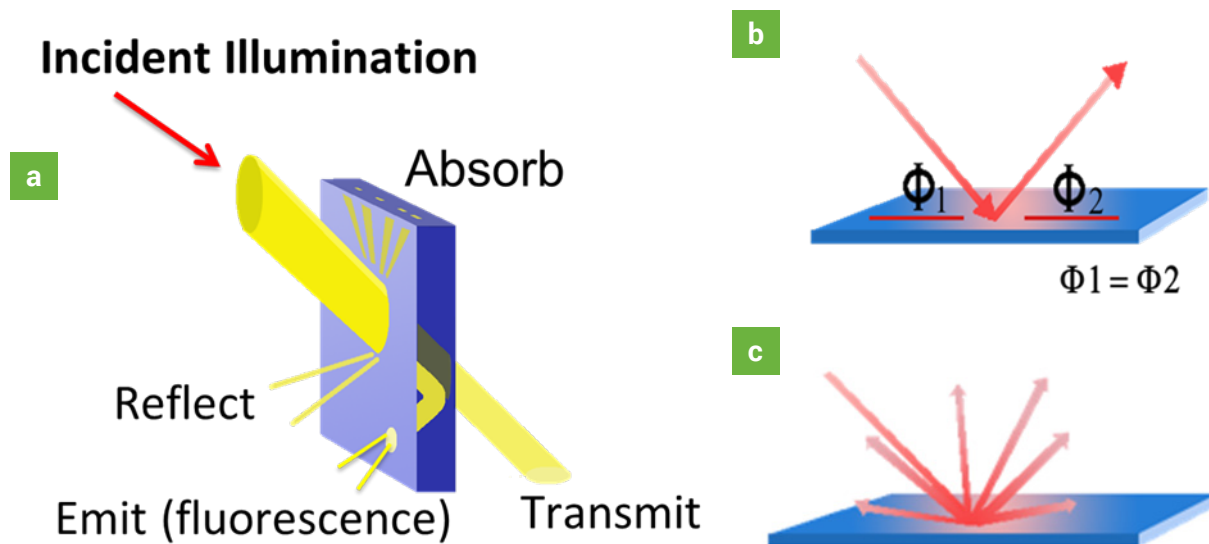 Incident Illumination
a
Absorb
Reflect
Emit (fluorescence)
Transmit
b
Φ₁ Φ₂
Φ1 = Φ2
c